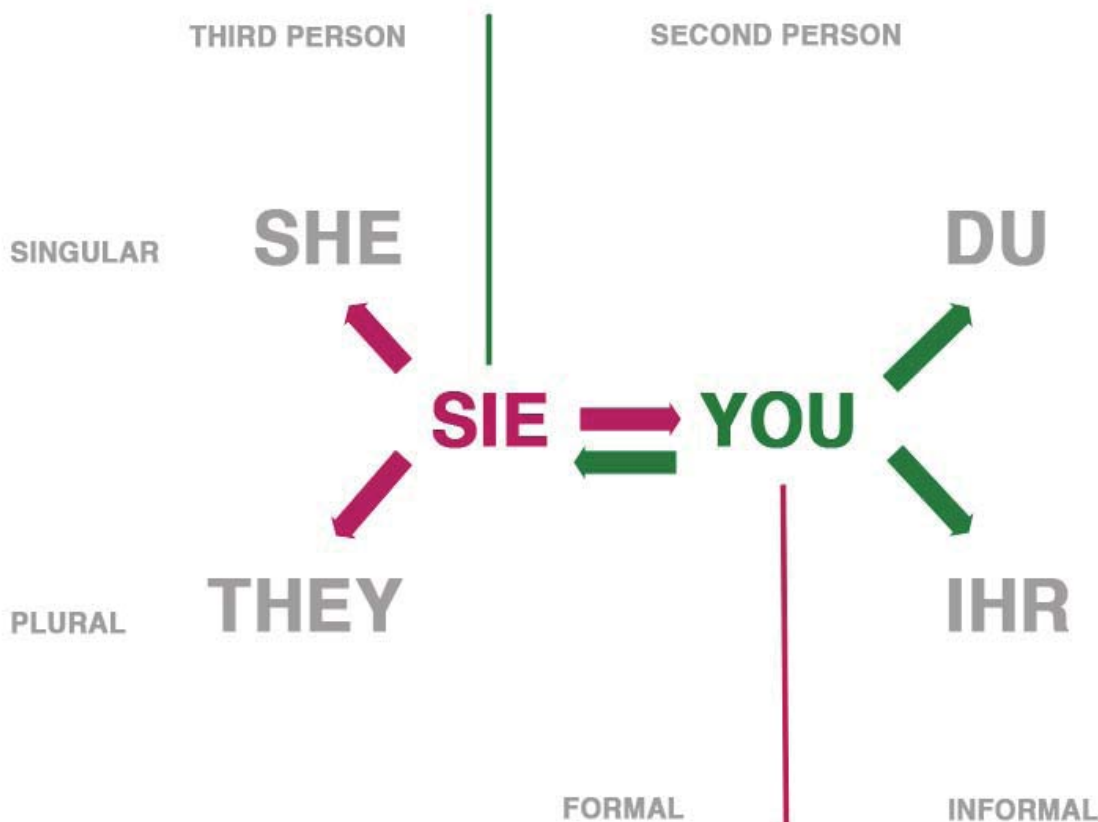 THIRD PERSON SECOND PERSON
SINGULAR SHE DU
SIE YOU
PLURAL THEY IHR
FORMAL INFORMAL